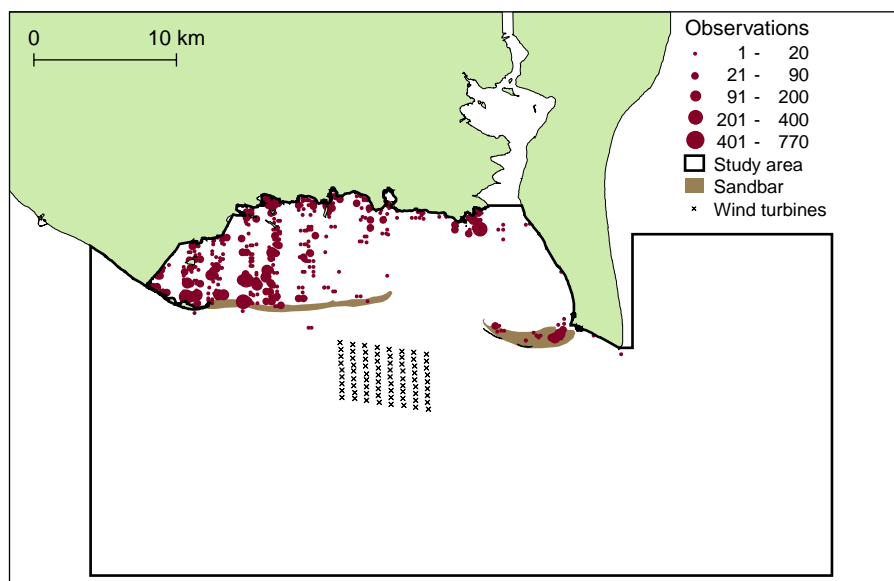 0 10 km
Observations
1 - 20
21 - 90
91 - 200
201 - 400
401 - 770
Study area
Sandbar
Wind turbines